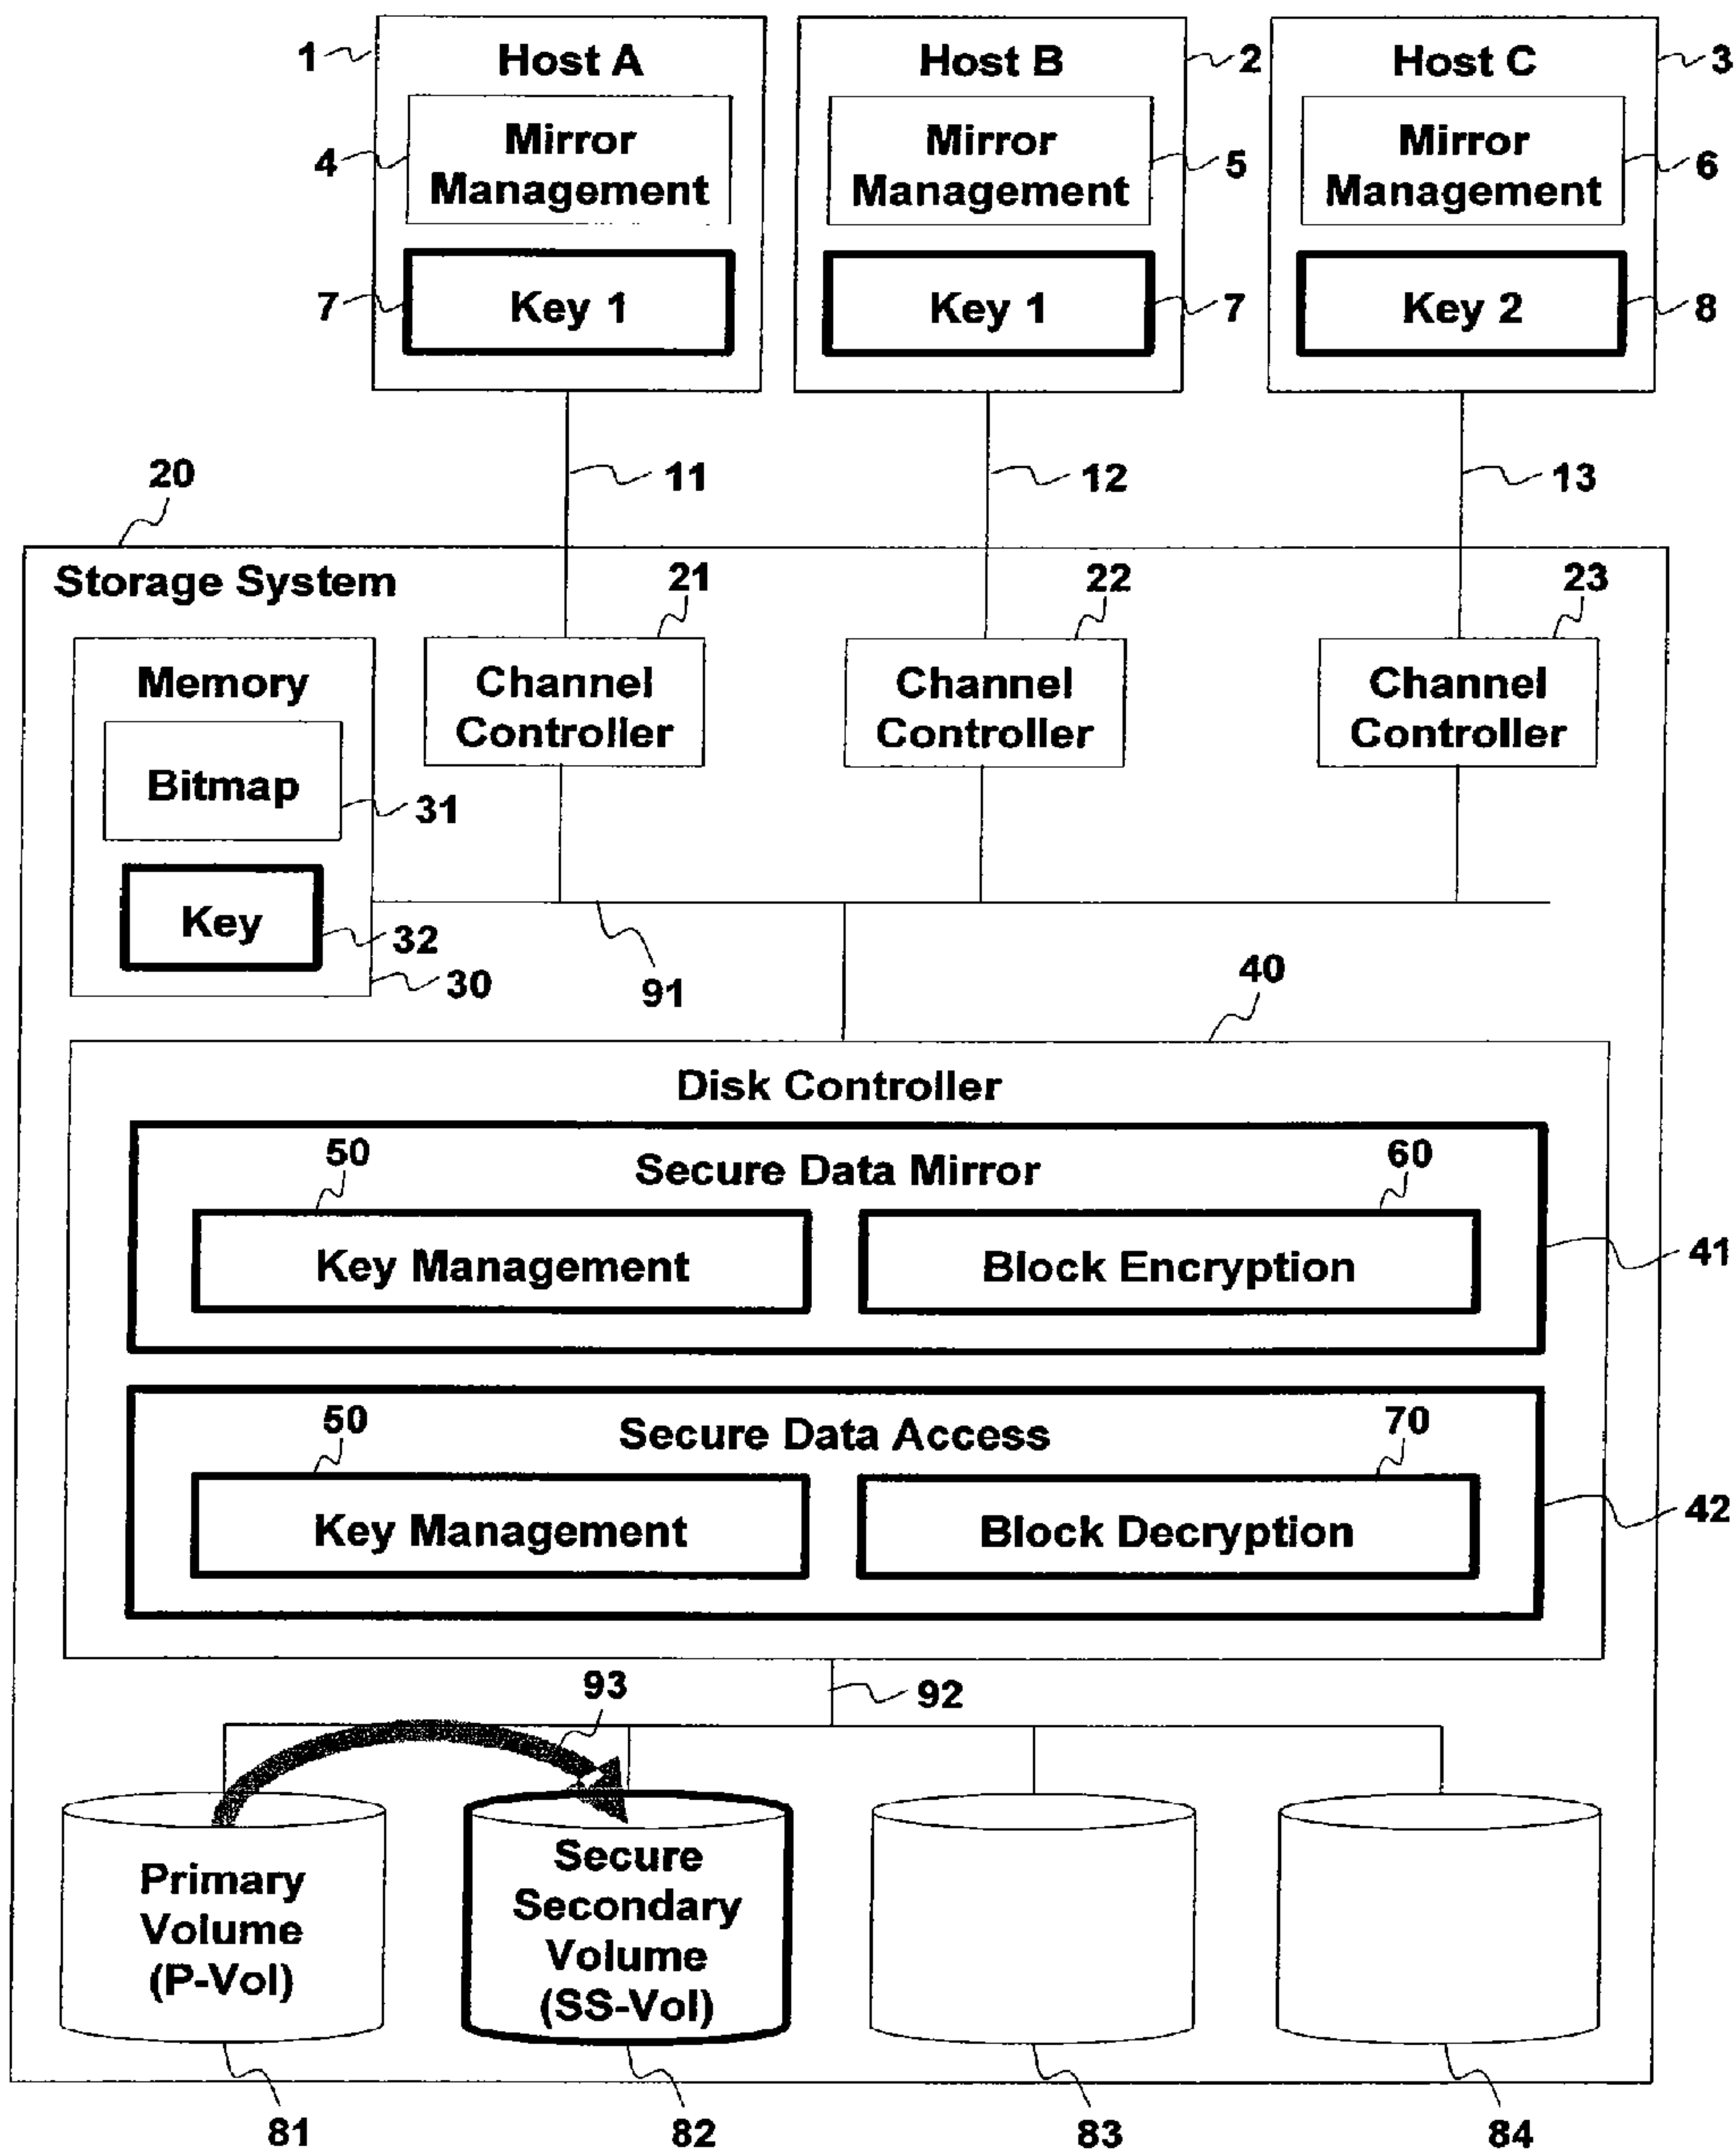 1
Host A
Host B
2
Host C
3
4
Mirror
Management
Mirror
Management
5
Mirror
Management
6
7
Key 1
Key 1
7
Key 2
8
20
11
12
13
Storage System
21
22
23
Memory
Channel
Controller
Channel
Controller
Channel
Controller
Bitmap
31
Key
32
30
91
40
Disk Controller
50
Secure Data Mirror
60
Key Management
Block Encryption
41
50
Secure Data Access
70
Key Management
Block Decryption
42
93
92
Primary
Volume
(P-Vol)
Secure
Secondary
Volume
(SS-Vol)
81
82
83
84